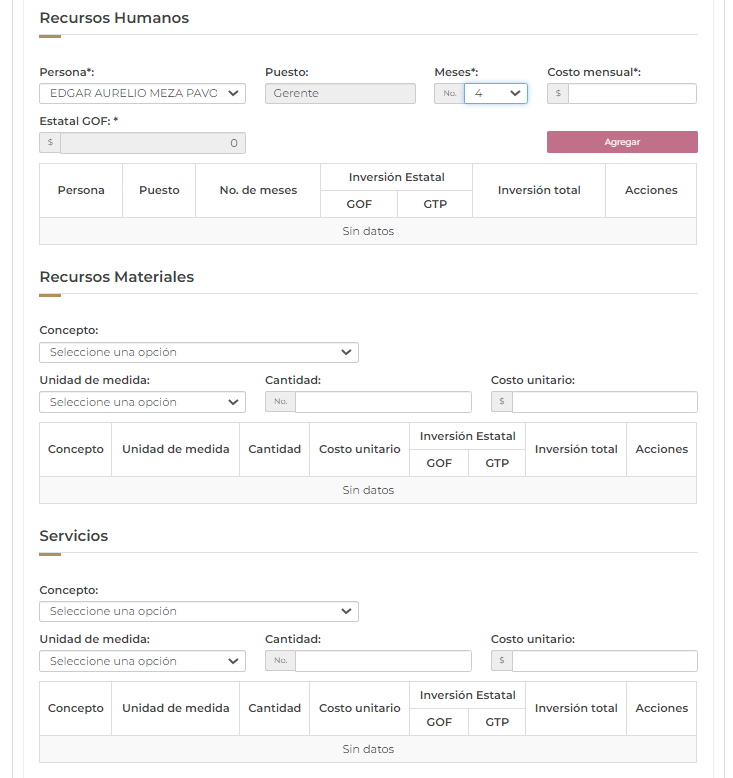 Recursos Humanos
Persona*: Puesto: Meses*: Costo mensual*:
EDGAR AURELIO MEZA PAVO Gerente No. 4 $
Estatal GOF: *
$ 0 Agregar
Persona Puesto No. de meses Inversión Estatal Inversión total Acciones
GOF GTP
Sin datos
Recursos Materiales
Concepto:
Seleccione una opción
Unidad de medida: Cantidad: Costo unitario:
Seleccione una opción No. $
Concepto Unidad de medida Cantidad Costo unitario Inversión Estatal Inversión total Acciones
GOF GTP
Sin datos
Servicios
Concepto:
Seleccione una opción
Unidad de medida: Cantidad: Costo unitario:
Seleccione una opción No. $
Concepto Unidad de medida Cantidad Costo unitario Inversión Estatal Inversión total Acciones
GOF GTP
Sin datos